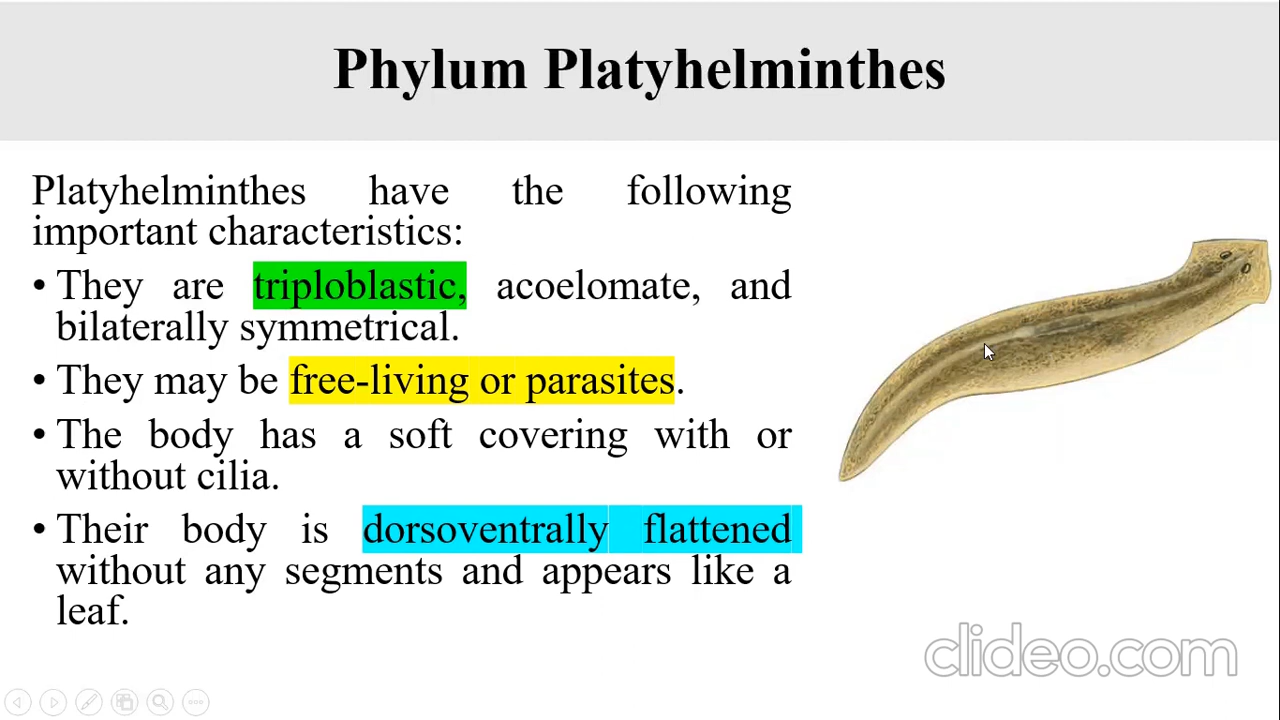 Phylum Platyhelminthes
Platyhelminthes have the following
important characteristics:
• They are triploblastic, acoelomate, and
bilaterally symmetrical.
• They may be free-living or parasites.
• The body has a soft covering with or
without cilia.
• Their body is dorsoventrally flattened
without any segments and appears like a
leaf.
clideo.com